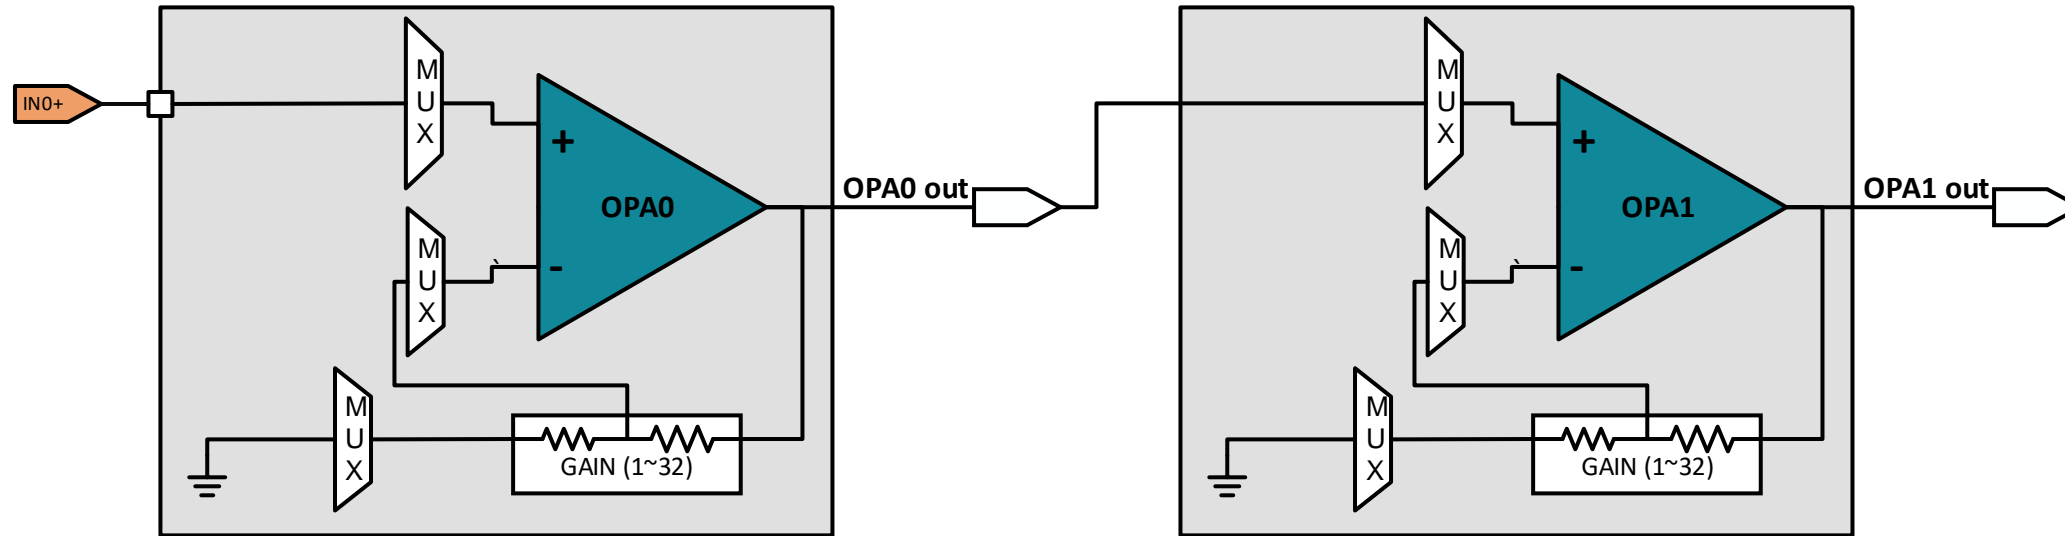 IN0+
M
U
X
+
OPA0
`
-
M
U
X
M
U
X
GAIN (1~32)
OPA0 out
M
U
X
+
OPA1
`
-
M
U
X
M
U
X
GAIN (1~32)
OPA1 out